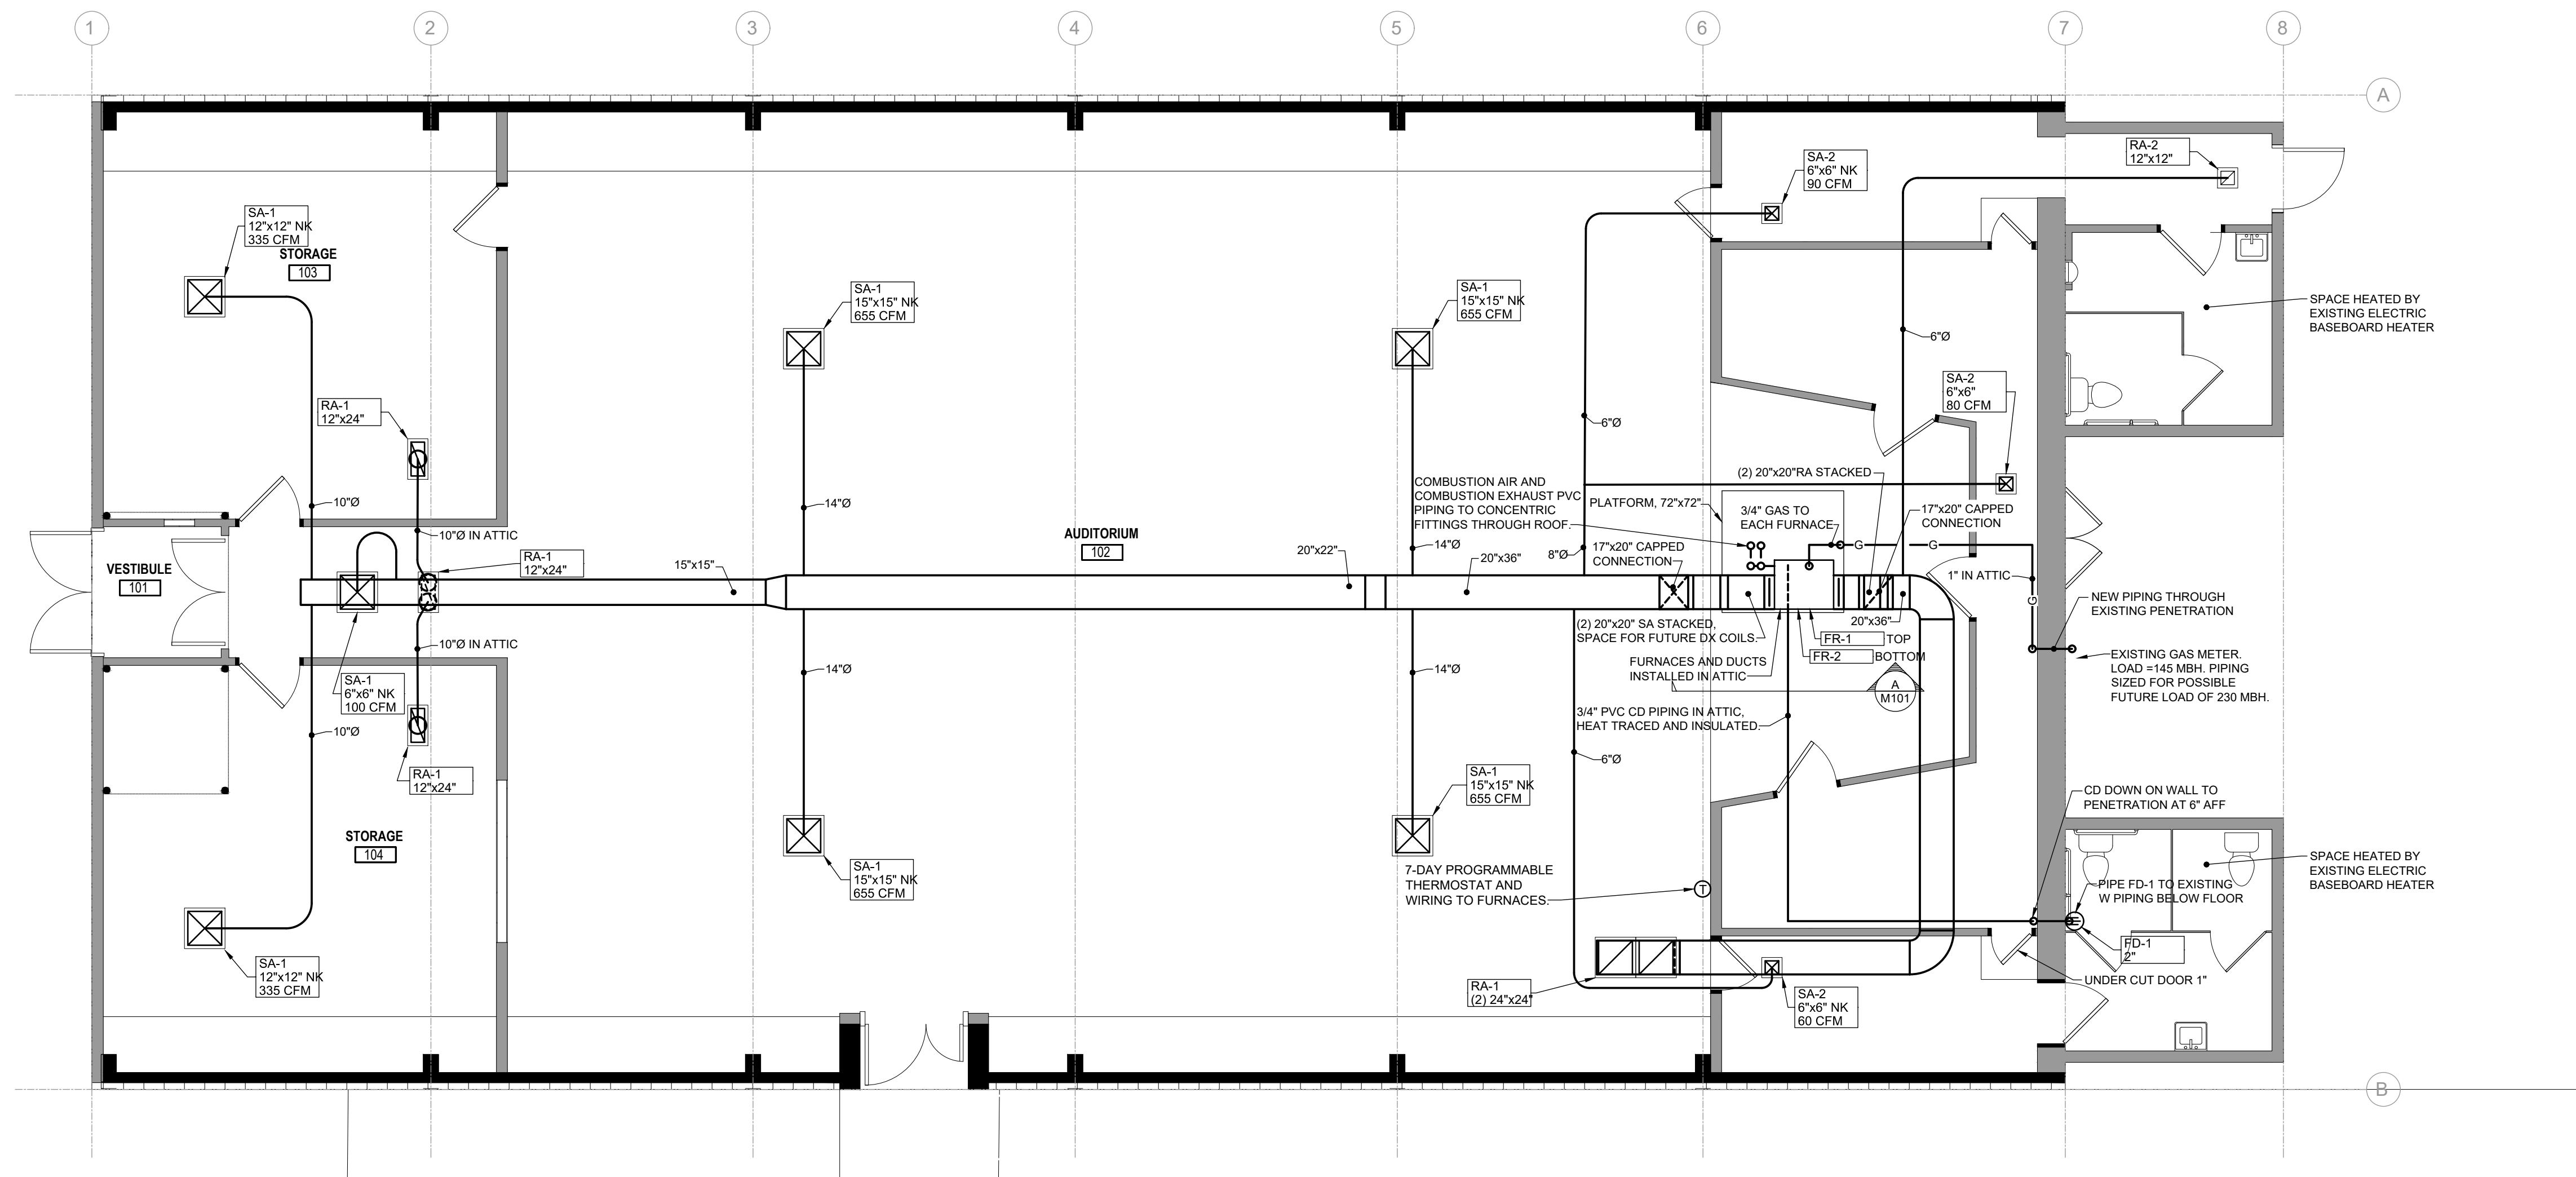 1
2
3
4
5
6
7
8
A
RA-2
12"x12"
SA-2
6"x6" NK
90 CFM
SA-1
12"x12" NK
335 CFM
STORAGE
103
SA-1
15"x15" NK
655 CFM
SA-1
15"x15" NK
655 CFM
SPACE HEATED BY
EXISTING ELECTRIC
BASEBOARD HEATER
6"Ø
SA-2
6"x6"
80 CFM
RA-1
12"x24"
6"Ø
(2) 20"x20"RA STACKED
COMBUSTION AIR AND
COMBUSTION EXHAUST PVC
PIPING TO CONCENTRIC
FITTINGS THROUGH ROOF.
PLATFORM, 72"x72"
3/4" GAS TO
EACH FURNACE
17"x20" CAPPED
CONNECTION
10"Ø
14"Ø
10"Ø IN ATTIC
AUDITORIUM
102
14"Ø
8"Ø
17"x20" CAPPED
CONNECTION
G
G
G
1" IN ATTIC
VESTIBULE
101
RA-1
12"x24"
15"x15"
20"x22"
20"x36"
NEW PIPING THROUGH
EXISTING PENETRATION
20"x36"
(2) 20"x20" SA STACKED,
SPACE FOR FUTURE DX COILS.
FR-1
TOP
FR-2
BOTTOM
10"Ø IN ATTIC
FURNACES AND DUCTS
INSTALLED IN ATTIC
A
M101
EXISTING GAS METER.
LOAD =145 MBH. PIPING
SIZED FOR POSSIBLE
FUTURE LOAD OF 230 MBH.
SA-1
6"x6" NK
100 CFM
14"Ø
14"Ø
3/4" PVC CD PIPING IN ATTIC,
HEAT TRACED AND INSULATED.
10"Ø
6"Ø
RA-1
12"x24"
SA-1
15"x15" NK
655 CFM
CD DOWN ON WALL TO
PENETRATION AT 6" AFF
STORAGE
104
SA-1
15"x15" NK
655 CFM
7-DAY PROGRAMMABLE
THERMOSTAT AND
WIRING TO FURNACES.
T
SPACE HEATED BY
EXISTING ELECTRIC
BASEBOARD HEATER
PIPE FD-1 TO EXISTING
W PIPING BELOW FLOOR
FD-1
2"
SA-1
12"x12" NK
335 CFM
RA-1
(2) 24"x24"
SA-2
6"x6" NK
60 CFM
UNDER CUT DOOR 1"
B